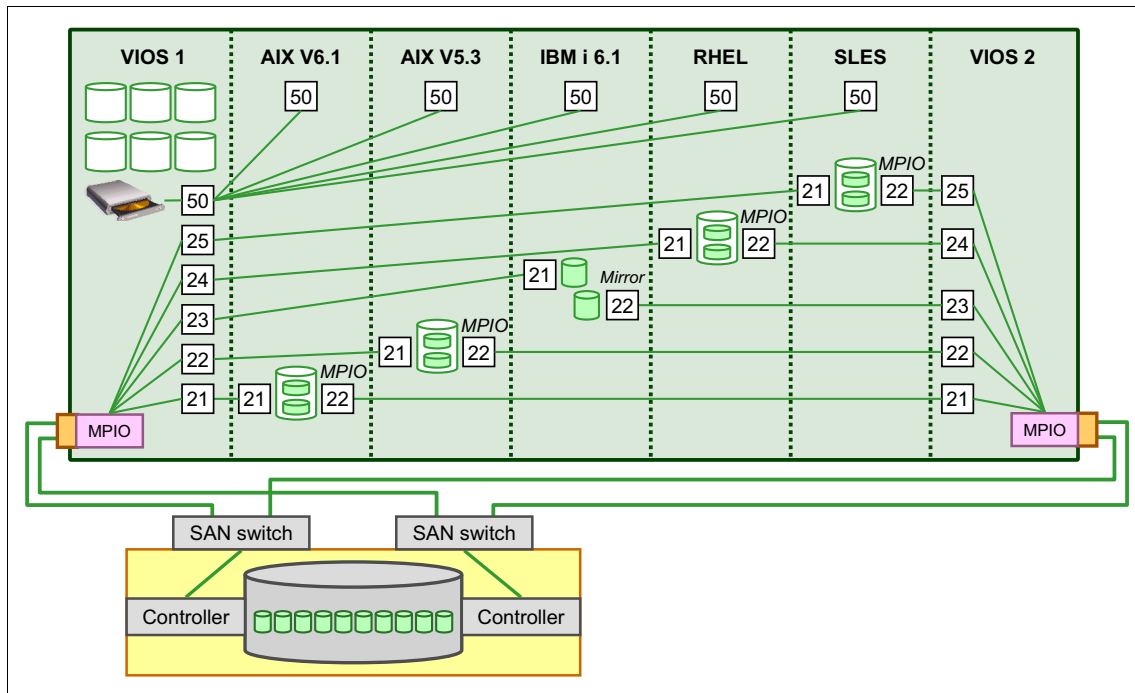 VIOS 1 AIX V6.1 AIX V5.3 IBM i 6.1 RHEL SLES VIOS 2
50 50 50 50 50
MPIO
50 21 22 25
MPIO
25 21 22 24
24 21 Mirror
23 22 23
MPIO
22 21 22 22
MPIO
21 21 22 21
MPIO MPIO
SAN switch SAN switch
Controller Controller